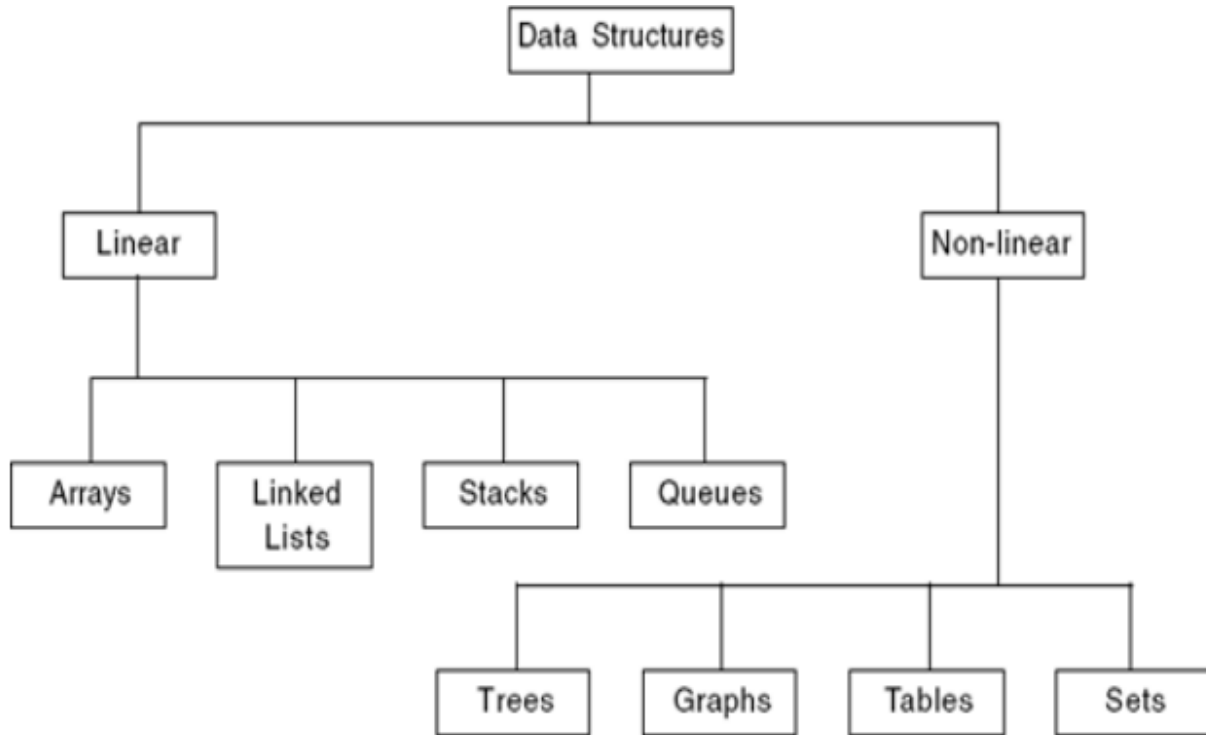 Data Structures
Linear
Non-linear
Arrays
Linked
Lists
Stacks
Queues
Trees
Graphs
Tables
Sets